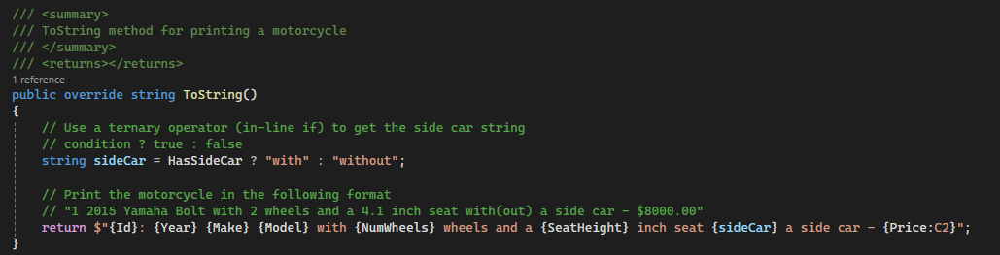 /// <summary>
/// ToString method for printing a motorcycle
/// </summary>
/// <returns></returns>
1 reference
public override string ToString()
{
// Use a ternary operator (in-line if) to get the side car string
// condition ? true : false
string sideCar = HasSideCar ? "with" : "without";
// Print the motorcycle in the following format
// "1 2015 Yamaha Bolt with 2 wheels and a 4.1 inch seat with(out) a side car - $8000.00"
return $"{Id}: {Year} {Make} {Model} with {NumWheels} wheels and a {SeatHeight} inch seat {sideCar} a side car - {Price:C2}";
}